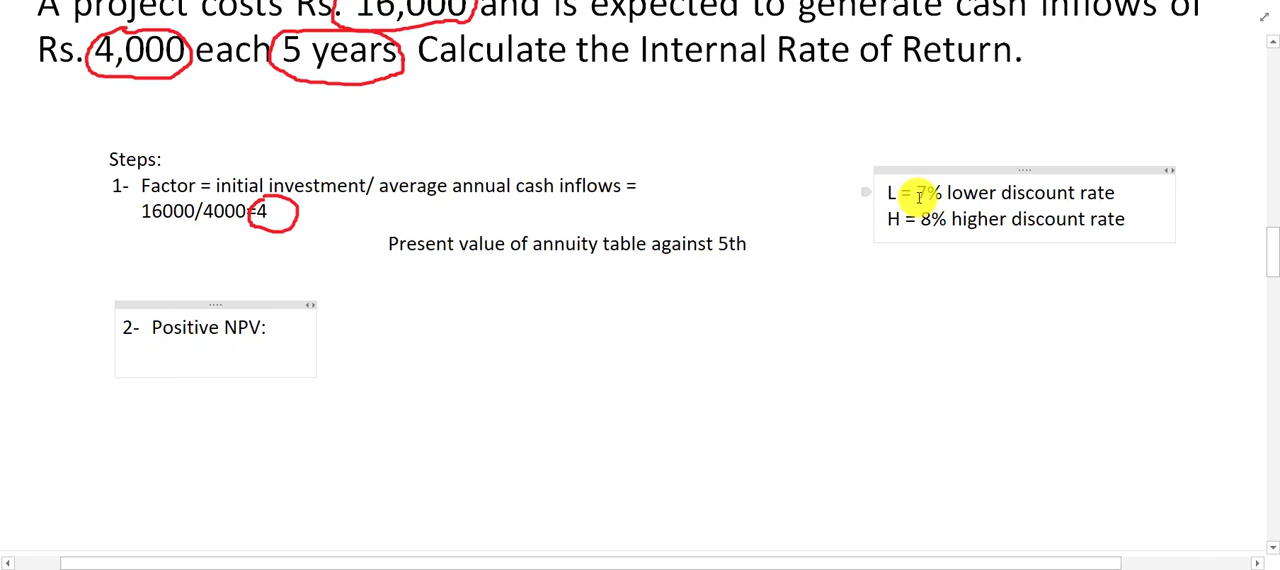 A project costs Rs. 16,000 and is expected to generate cash inflows of
Rs. 4,000 each 5 years. Calculate the Internal Rate of Return.
Steps:
1- Factor = initial investment/ average annual cash inflows =
16000/4000=4
Present value of annuity table against 5th
L = 7% lower discount rate
H = 8% higher discount rate
2- Positive NPV: